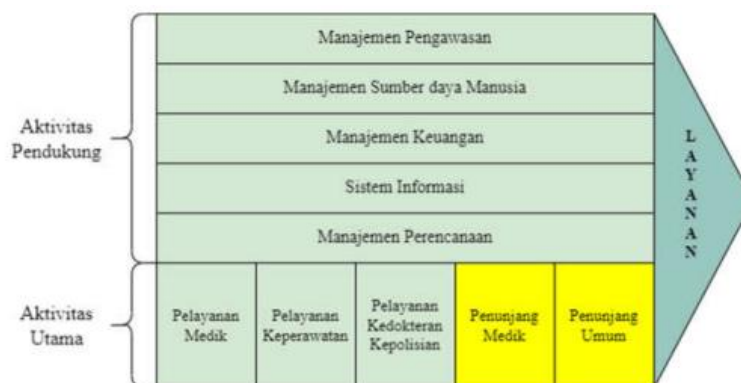 Manajemen Pengawasan
Manajemen Sumber daya Manusia
Aktivitas
Pendukung
Manajemen Keuangan
Sistem Informasi
Manajemen Perencanaan
L
A
Y
A
N
A
N
Aktivitas
Utama
Pelayanan
Medik
Pelayanan
Keperawatan
Pelayanan
Kedokteran
Kepolisian
Penunjang
Medik
Penunjang
Umum